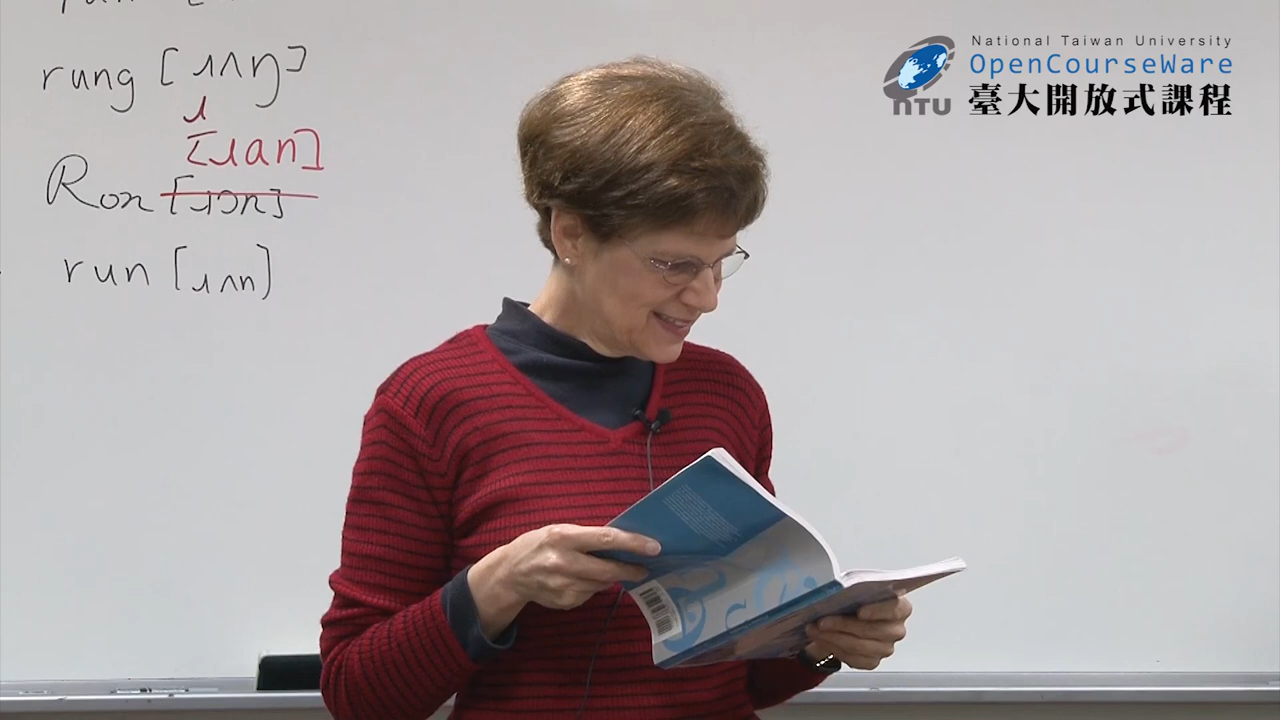 rung [ɹʌŋ]
ɹ
[ɹan]
Ron [ɹɔn]
run [ɹʌn]
National Taiwan University
OpenCourseWare
NTU 臺大開放式課程